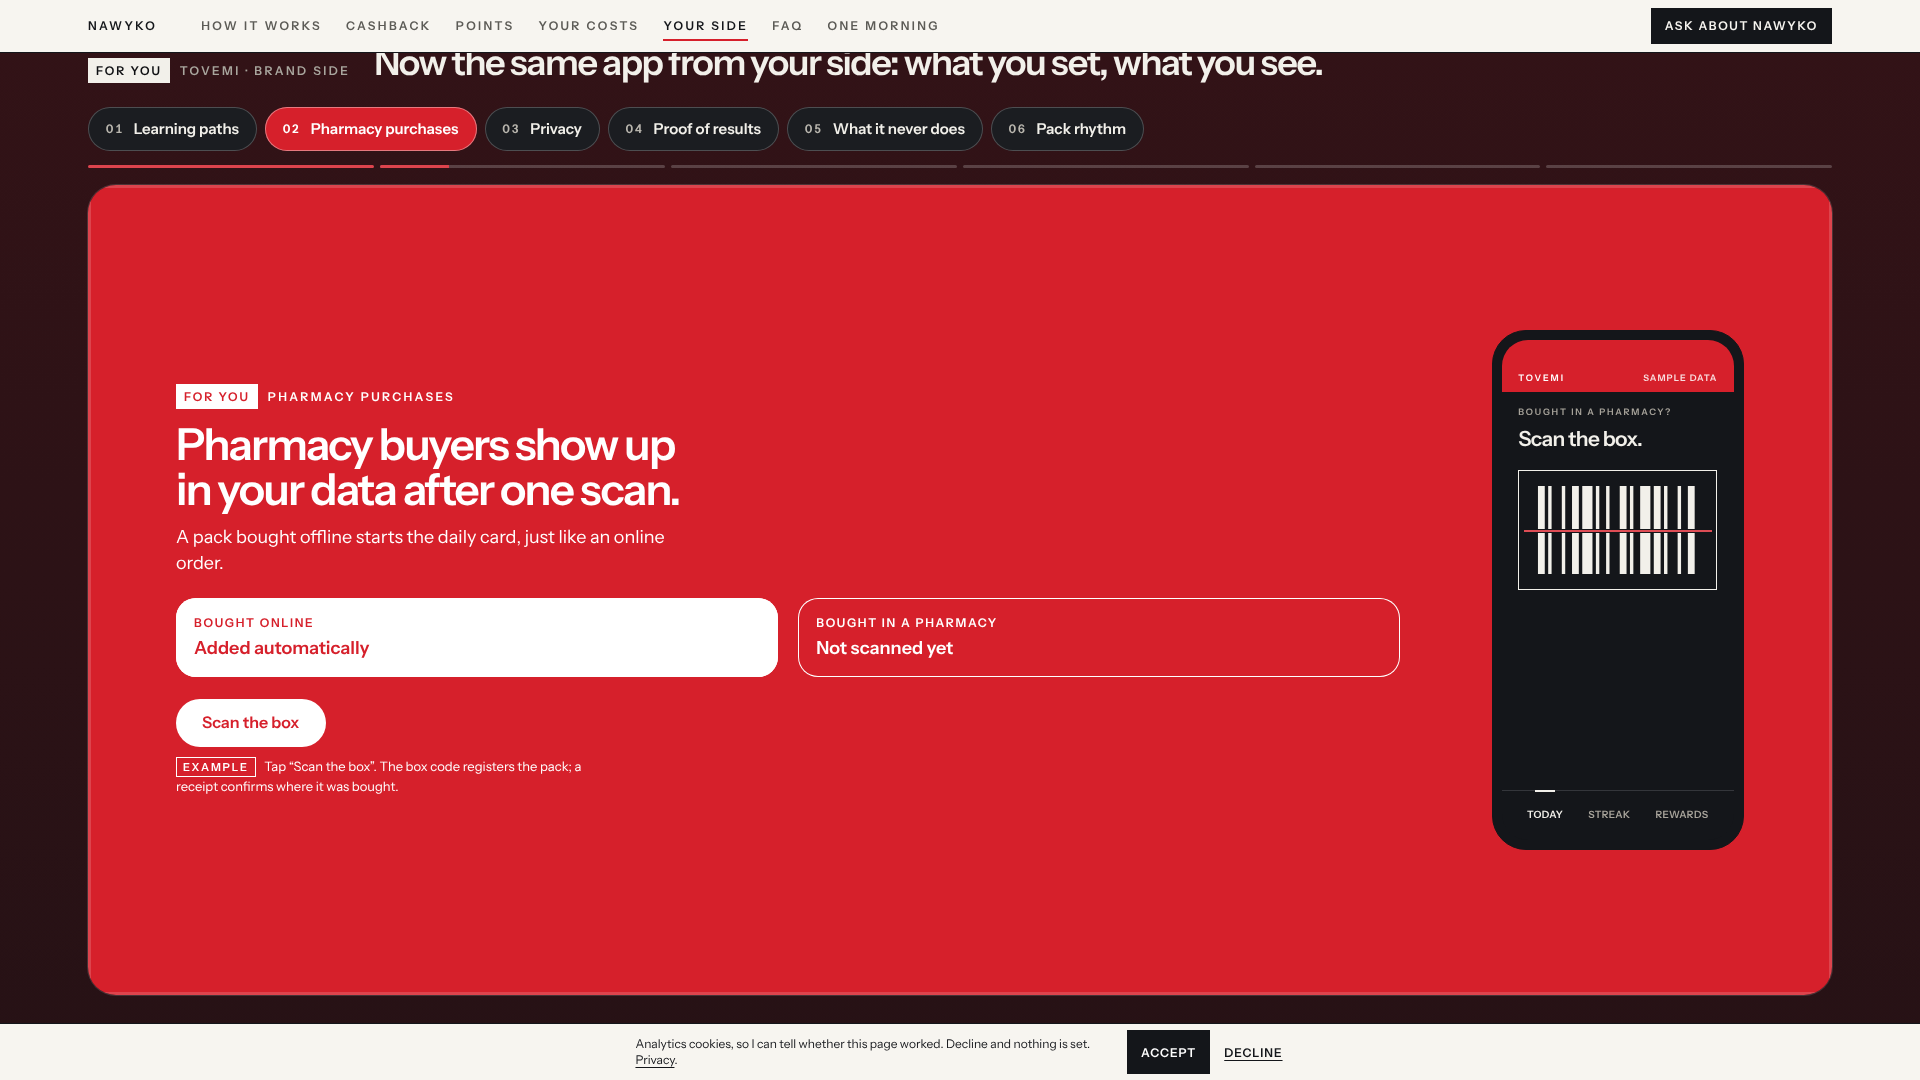 NAWYKO HOW IT WORKS CASHBACK POINTS YOUR COSTS YOUR SIDE FAQ ONE MORNING ASK ABOUT NAWYKO
FOR YOU TOVEMI · BRAND SIDE Now the same app from your side: what you set, what you see.
01 Learning paths 02 Pharmacy purchases 03 Privacy 04 Proof of results 05 What it never does 06 Pack rhythm
FOR YOU PHARMACY PURCHASES
Pharmacy buyers show up
in your data after one scan.
A pack bought offline starts the daily card, just like an online
order.
BOUGHT ONLINE
Added automatically
BOUGHT IN A PHARMACY
Not scanned yet
Scan the box
EXAMPLE Tap “Scan the box”. The box code registers the pack; a
receipt confirms where it was bought.
TOVEMI SAMPLE DATA
BOUGHT IN A PHARMACY?
Scan the box.
TODAY STREAK REWARDS
Analytics cookies, so I can tell whether this page worked. Decline and nothing is set.
Privacy.
ACCEPT DECLINE